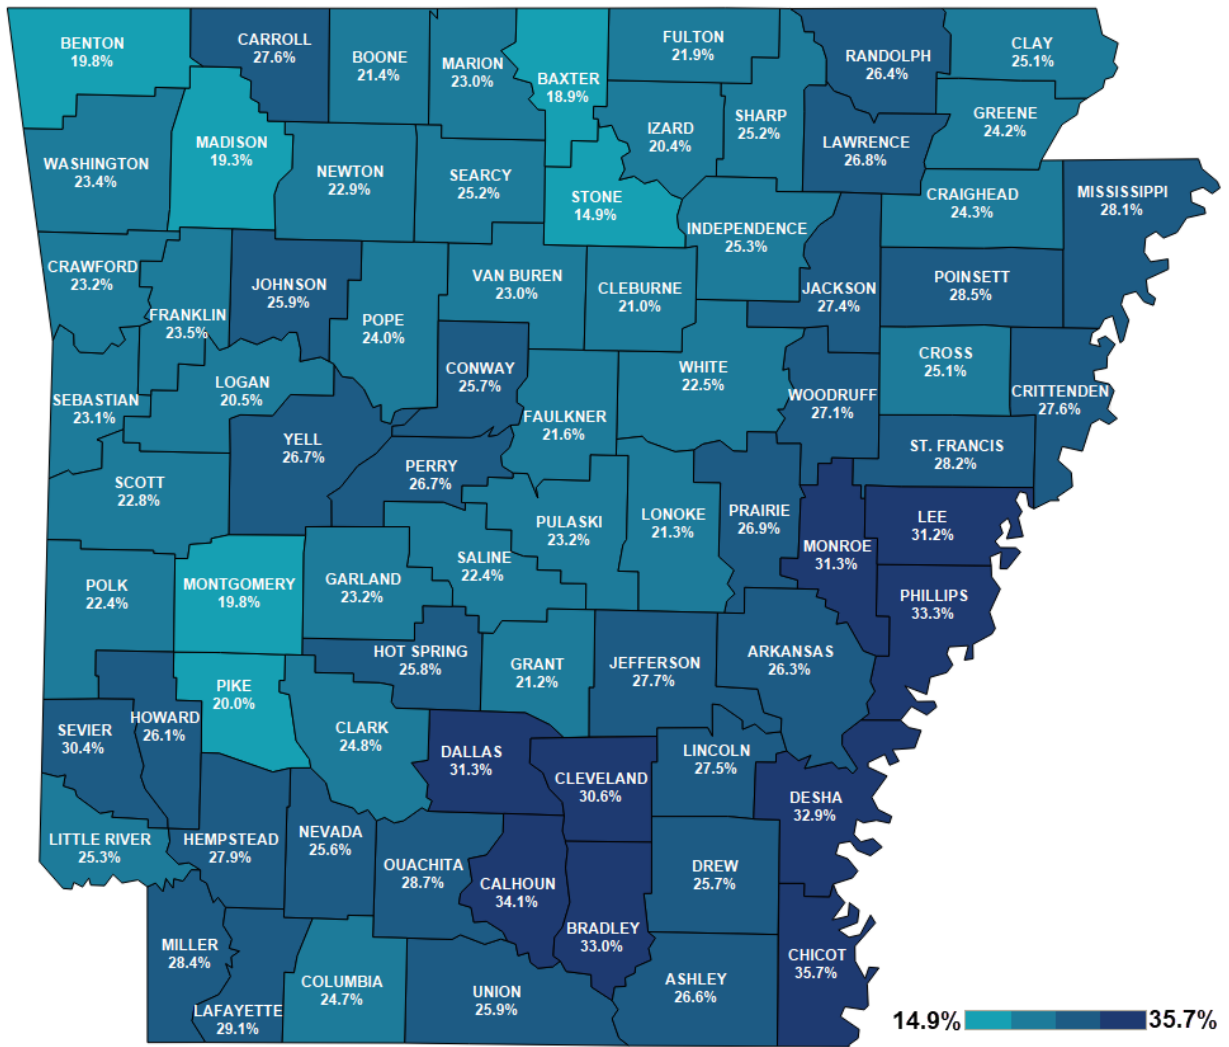 BENTON
19.8%
CARROLL
27.6%
BOONE
21.4%
MARION
23.0%
BAXTER
18.9%
FULTON
21.9%
RANDOLPH
26.4%
CLAY
25.1%
WASHINGTON
23.4%
MADISON
19.3%
NEWTON
22.9%
SEARCY
25.2%
STONE
14.9%
IZARD
20.4%
SHARP
25.2%
LAWRENCE
26.8%
GREENE
24.2%
CRAIGHEAD
24.3%
MISSISSIPPI
28.1%
INDEPENDENCE
25.3%
CRAWFORD
23.2%
FRANKLIN
23.5%
JOHNSON
25.9%
POPE
24.0%
VAN BUREN
23.0%
CLEBURNE
21.0%
JACKSON
27.4%
POINSETT
28.5%
SEBASTIAN
23.1%
LOGAN
20.5%
CONWAY
25.7%
FAULKNER
21.6%
WHITE
22.5%
WOODRUFF
27.1%
CROSS
25.1%
CRITTENDEN
27.6%
SCOTT
22.8%
YELL
26.7%
PERRY
26.7%
ST. FRANCIS
28.2%
PULASKI
23.2%
LONOKE
21.3%
PRAIRIE
26.9%
MONROE
31.3%
LEE
31.2%
POLK
22.4%
MONTGOMERY
19.8%
GARLAND
23.2%
SALINE
22.4%
PHILLIPS
33.3%
HOT SPRING
25.8%
GRANT
21.2%
JEFFERSON
27.7%
ARKANSAS
26.3%
SEVIER
30.4%
HOWARD
26.1%
PIKE
20.0%
CLARK
24.8%
DALLAS
31.3%
CLEVELAND
30.6%
LINCOLN
27.5%
DESHA
32.9%
LITTLE RIVER
25.3%
HEMPSTEAD
27.9%
NEVADA
25.6%
OUACHITA
28.7%
CALHOUN
34.1%
BRADLEY
33.0%
DREW
25.7%
MILLER
28.4%
LAFAYETTE
29.1%
COLUMBIA
24.7%
UNION
25.9%
ASHLEY
26.6%
CHICOT
35.7%
14.9% 35.7%